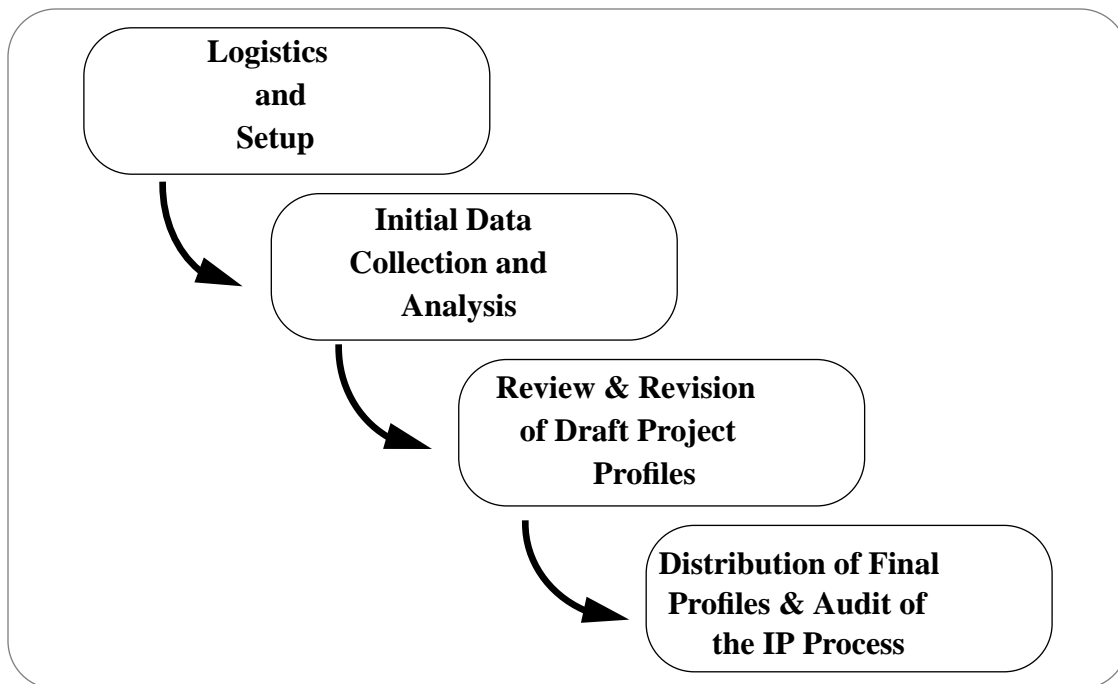 Logistics
and
Setup
Initial Data
Collection and
Analysis
Review & Revision
of Draft Project
Profiles
Distribution of Final
Profiles & Audit of
the IP Process